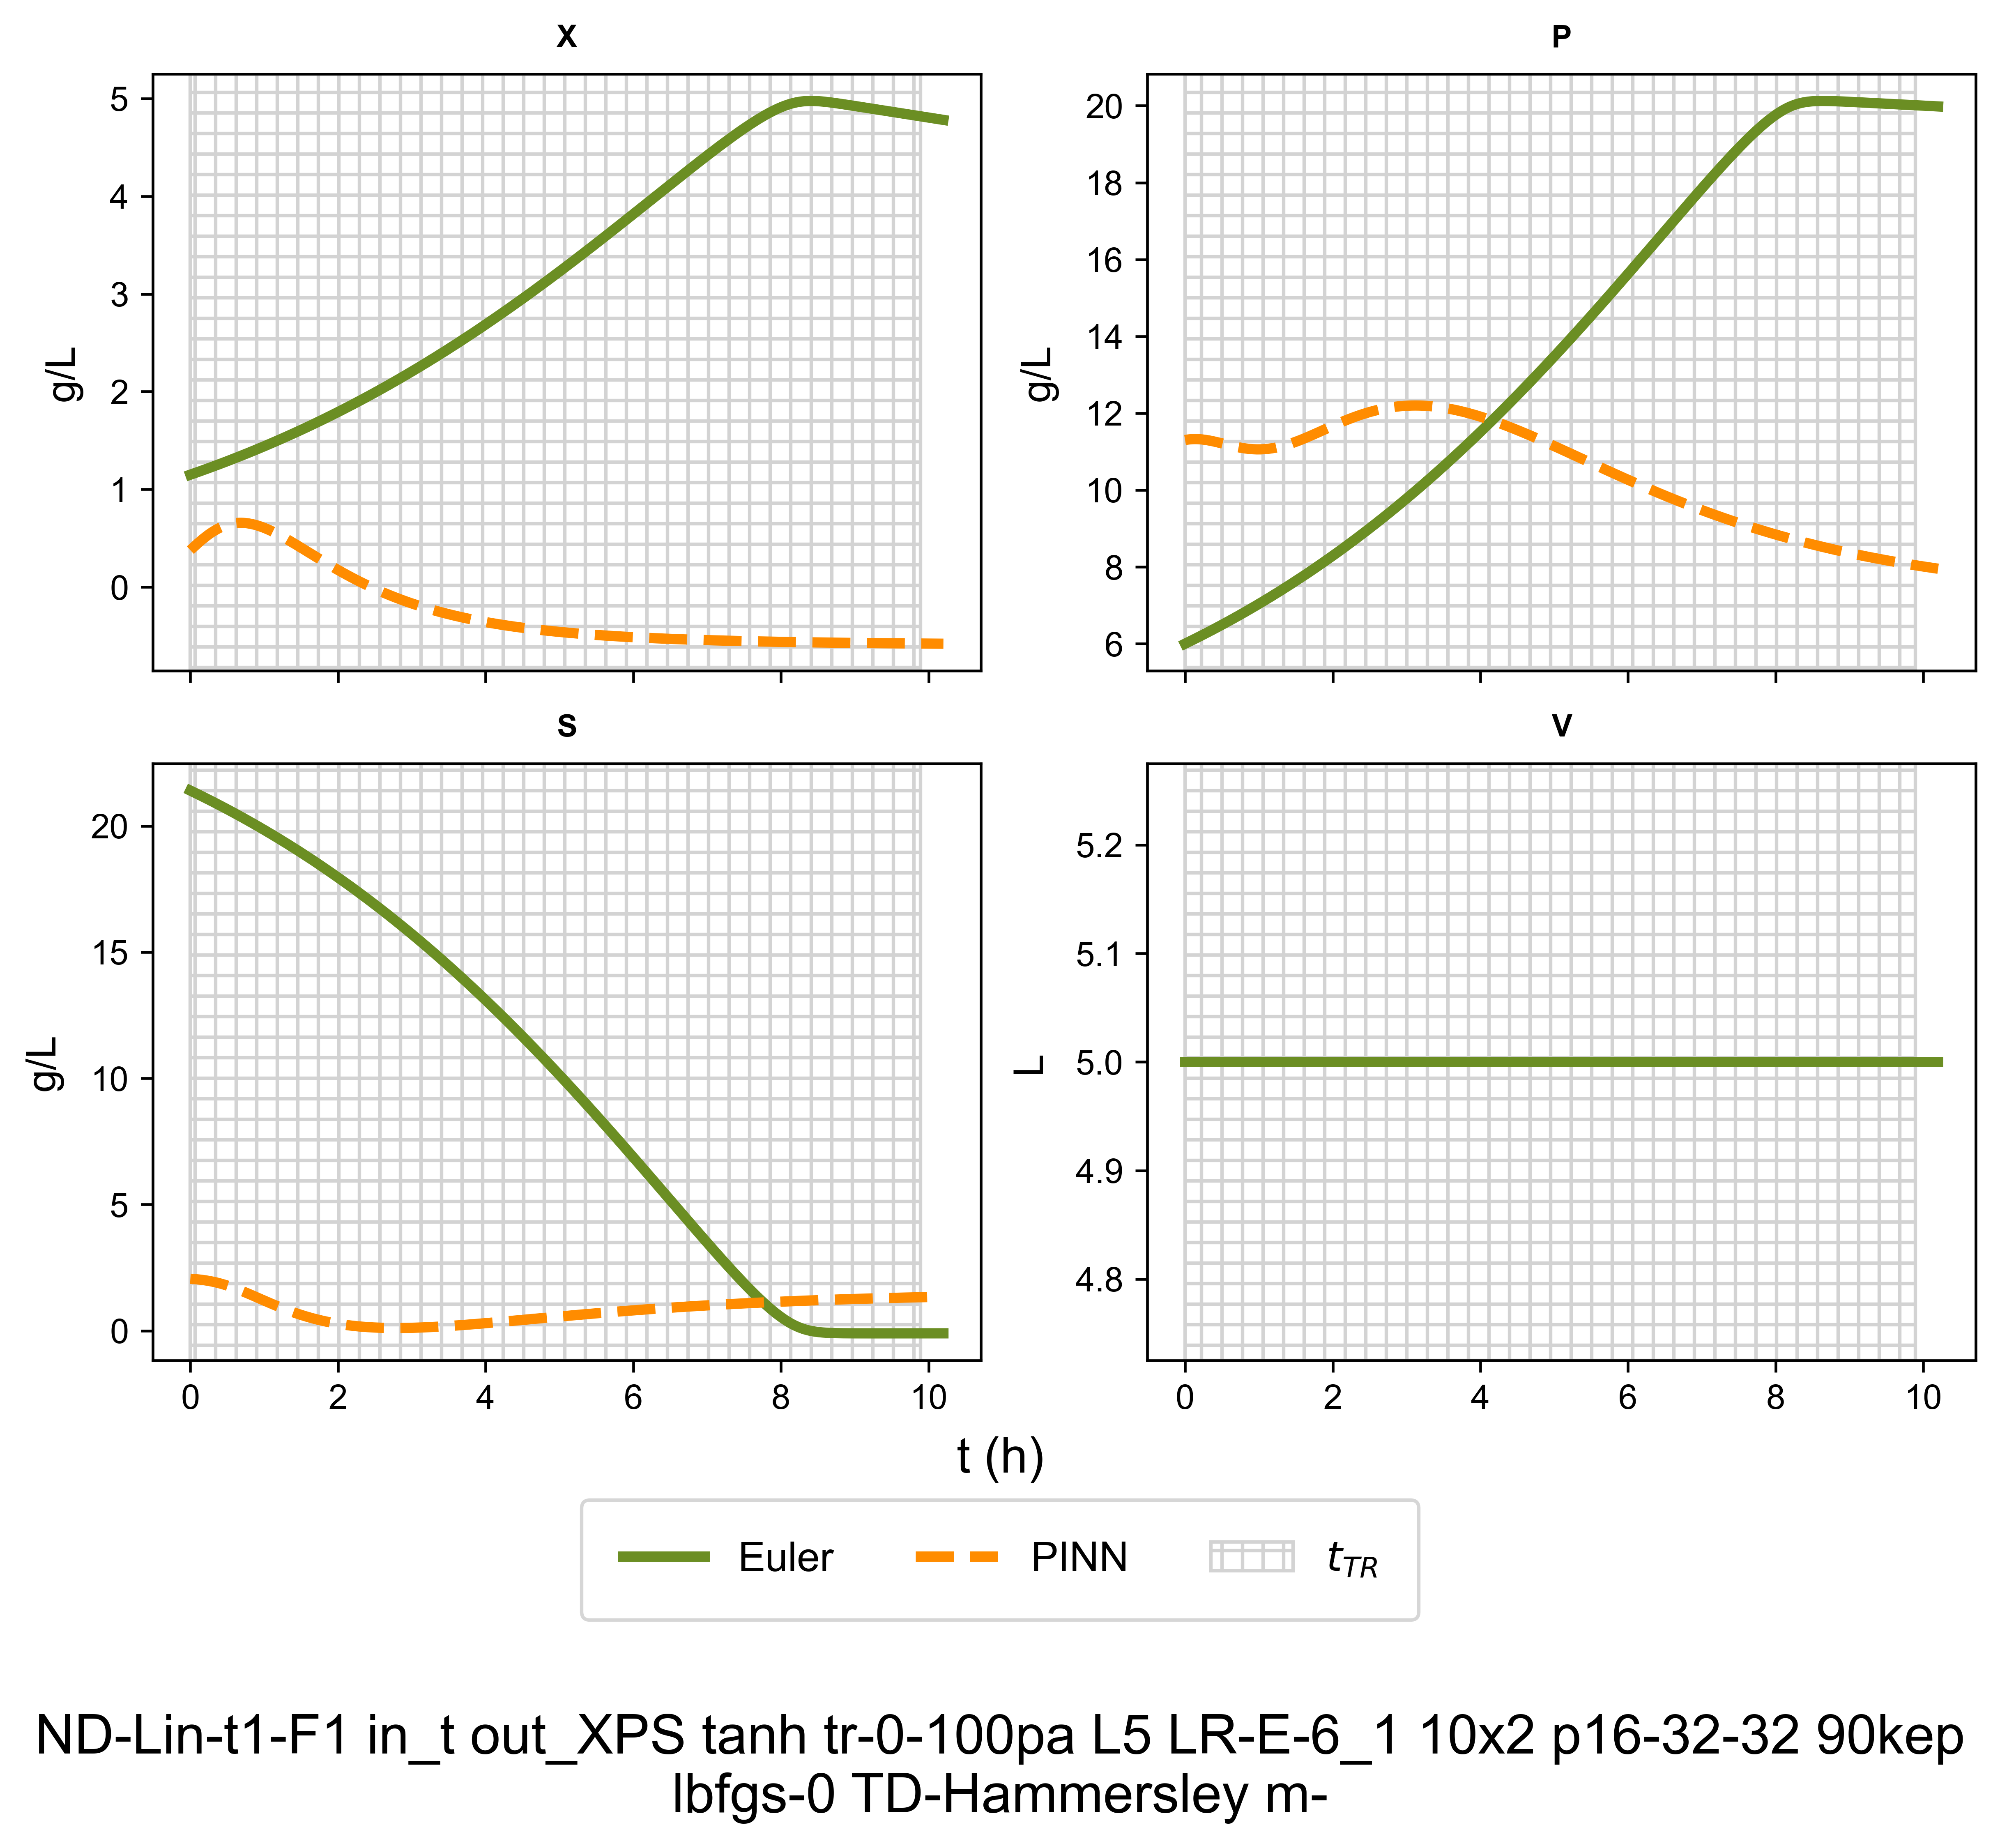 X
P
5
4
3
2
1
0
g/L
20
18
16
14
12
10
8
6
g/L
S
V
20
15
10
5
0
g/L
0 2 4 6 8 10
5.2
5.1
5.0
4.9
4.8
L
0 2 4 6 8 10
t (h)
Euler PINN t_TR
ND-Lin-t1-F1 in_t out_XPS tanh tr-0-100pa L5 LR-E-6_1 10x2 p16-32-32 90kep
lbfgs-0 TD-Hammersley m-